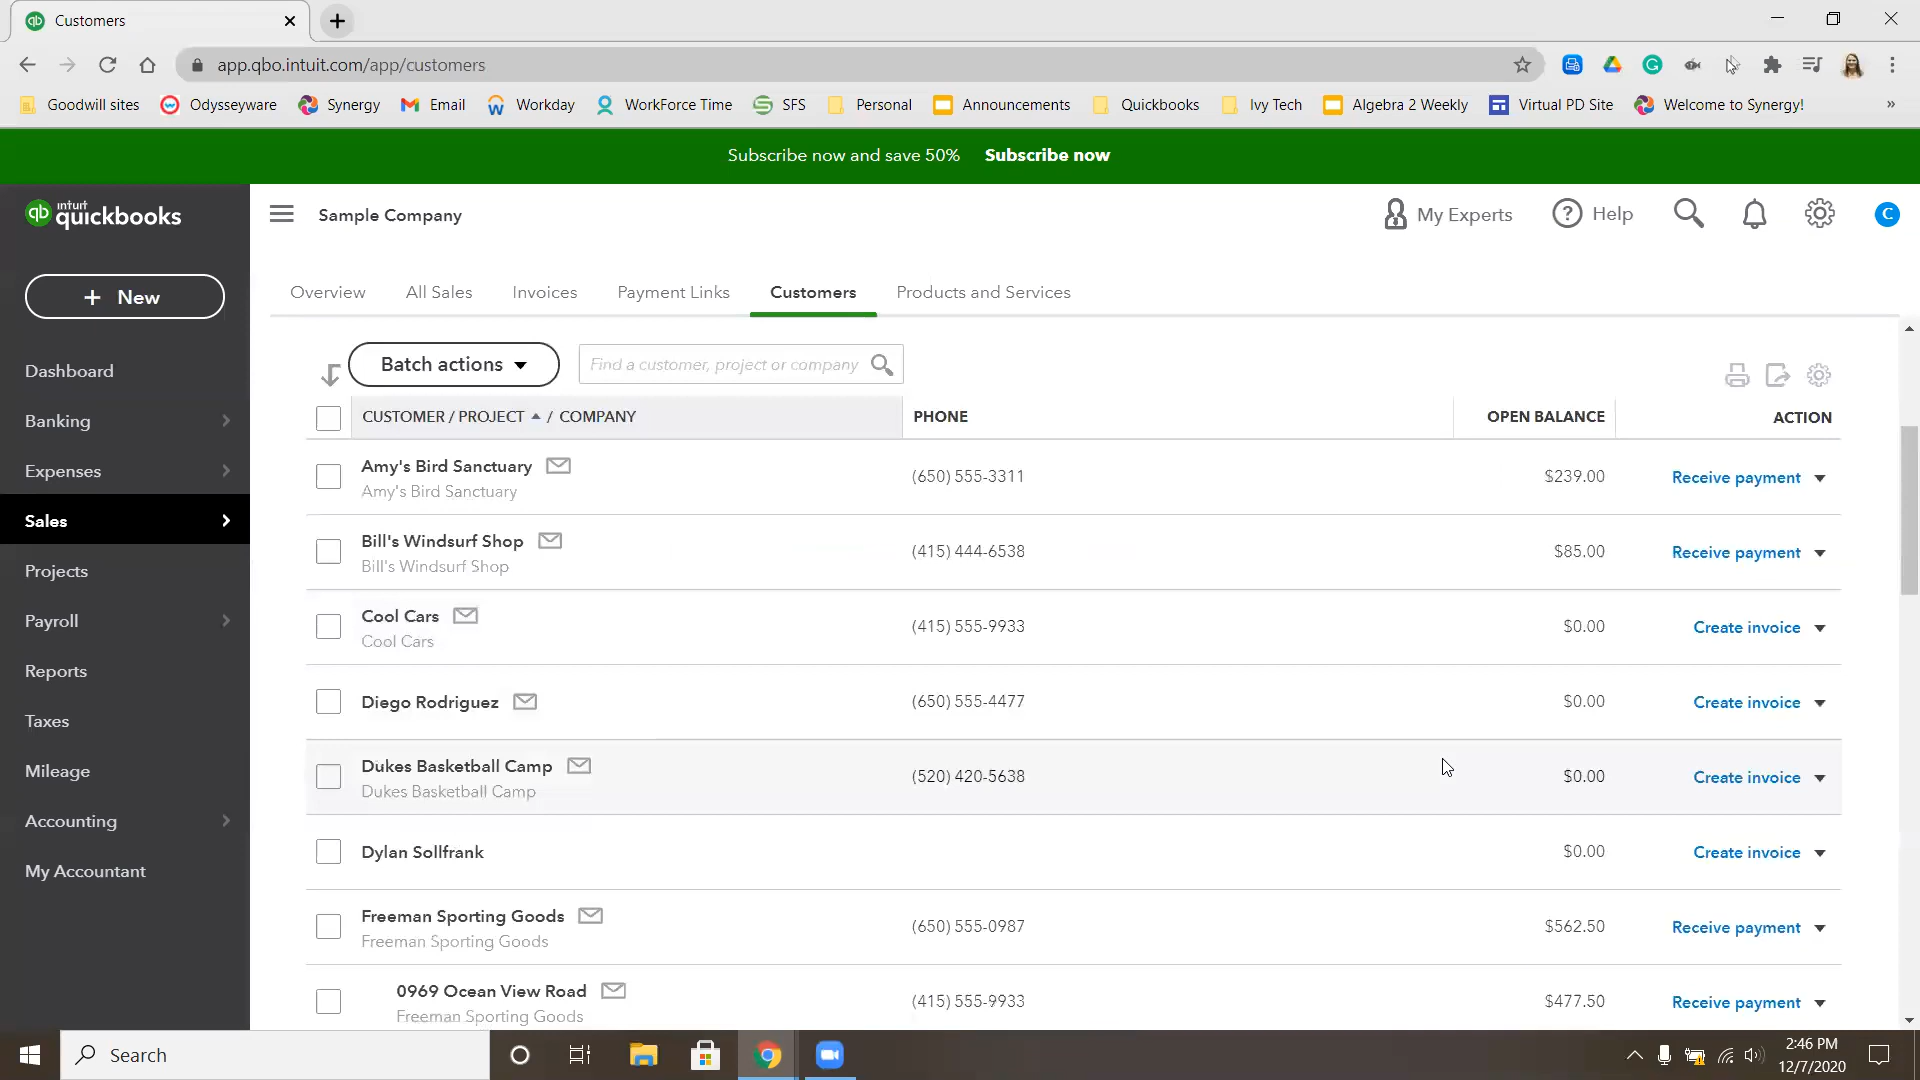 Customers
app.qbo.intuit.com/app/customers
Goodwill sites Odysseyware Synergy Email Workday WorkForce Time SFS Personal Announcements Quickbooks Ivy Tech Algebra 2 Weekly Virtual PD Site Welcome to Synergy! »
Subscribe now and save 50% Subscribe now
qb intuit quickbooks
Sample Company
My Experts
Help
C
+ New
Dashboard
Banking
Expenses
Sales
Projects
Payroll
Reports
Taxes
Mileage
Accounting
My Accountant
Overview All Sales Invoices Payment Links Customers Products and Services
Batch actions
Find a customer, project or company
CUSTOMER / PROJECT / COMPANY PHONE OPEN BALANCE ACTION
Amy's Bird Sanctuary
Amy's Bird Sanctuary
(650) 555-3311 $239.00 Receive payment
Bill's Windsurf Shop
Bill's Windsurf Shop
(415) 444-6538 $85.00 Receive payment
Cool Cars
Cool Cars
(415) 555-9933 $0.00 Create invoice
Diego Rodriguez (650) 555-4477 $0.00 Create invoice
Dukes Basketball Camp
Dukes Basketball Camp
(520) 420-5638 $0.00 Create invoice
Dylan Sollfrank $0.00 Create invoice
Freeman Sporting Goods
Freeman Sporting Goods
(650) 555-0987 $562.50 Receive payment
0969 Ocean View Road
Freeman Sporting Goods
(415) 555-9933 $477.50 Receive payment
Search
2:46 PM
12/7/2020